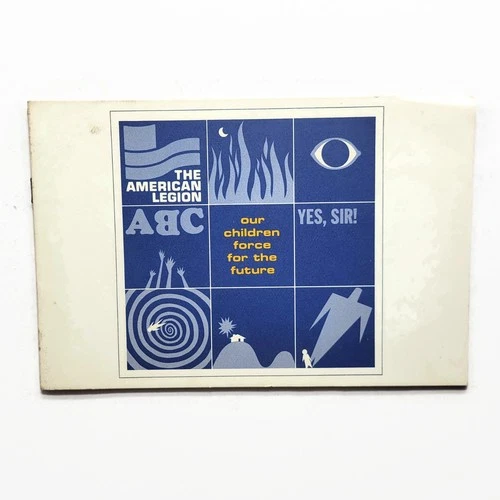 THE
AMERICAN
LEGION
ABC
our
children
force
for the
future
YES, SIR!